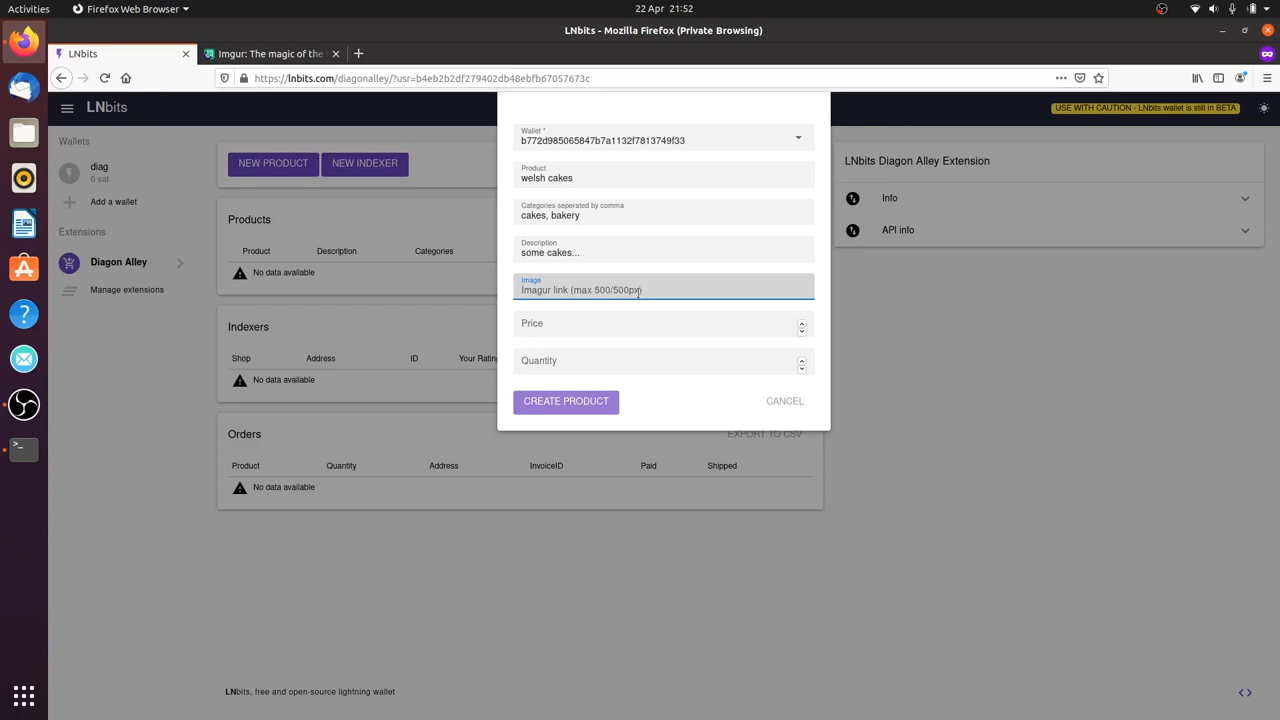 Activities
Firefox Web Browser
22 Apr 21:52
LNbits - Mozilla Firefox (Private Browsing)
LNbits
Imgur: The magic of the
https://lnbits.com/diagonalley/?usr=b4eb2b2df279402db48ebfb67057673c
LNbits
USE WITH CAUTION - LNbits wallet is still in BETA
Wallets
diag
0 sat
Add a wallet
Extensions
Diagon Alley
Manage extensions
NEW PRODUCT
NEW INDEXER
Products
Product Description Categories
No data available
Indexers
Shop Address ID Your Rating
No data available
Orders
EXPORT TO CSV
Product Quantity Address InvoiceID Paid Shipped
No data available
Wallet *
b772d985065847b7a1132f7813749f33
Product
welsh cakes
Categories seperated by comma
cakes, bakery
Description
some cakes...
Image
Imagur link (max 500/500px)
Price
Quantity
CREATE PRODUCT
CANCEL
LNbits Diagon Alley Extension
Info
API info
LNbits, free and open-source lightning wallet